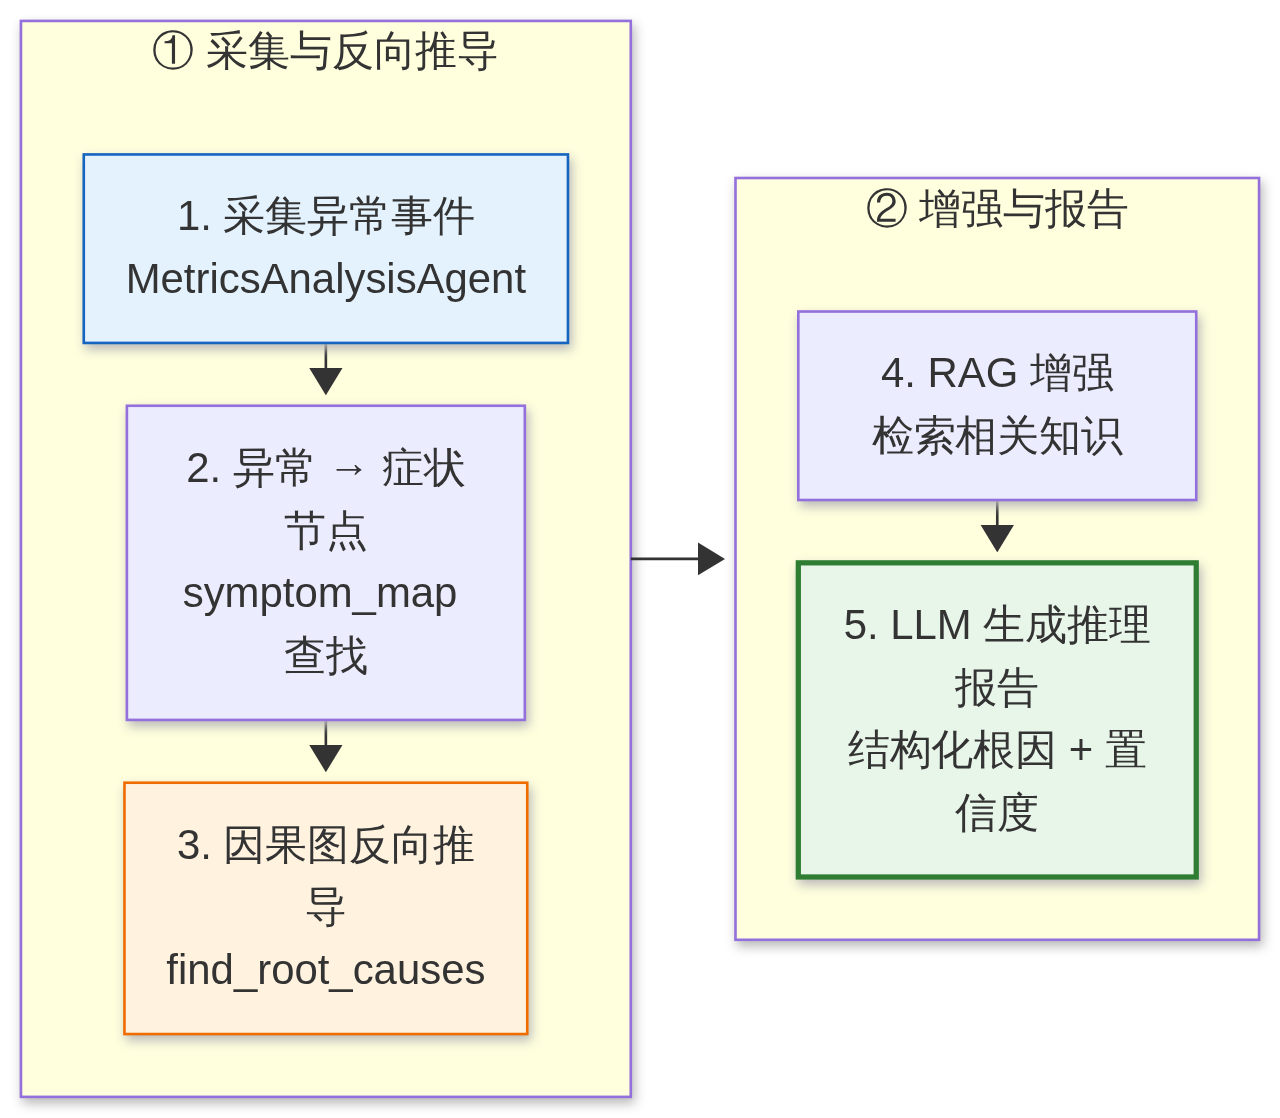 ① 采集与反向推导
1. 采集异常事件
MetricsAnalysisAgent
2. 异常 → 症状
节点
symptom_map
查找
3. 因果图反向推
导
find_root_causes
② 增强与报告
4. RAG 增强
检索相关知识
5. LLM 生成推理
报告
结构化根因 + 置
信度